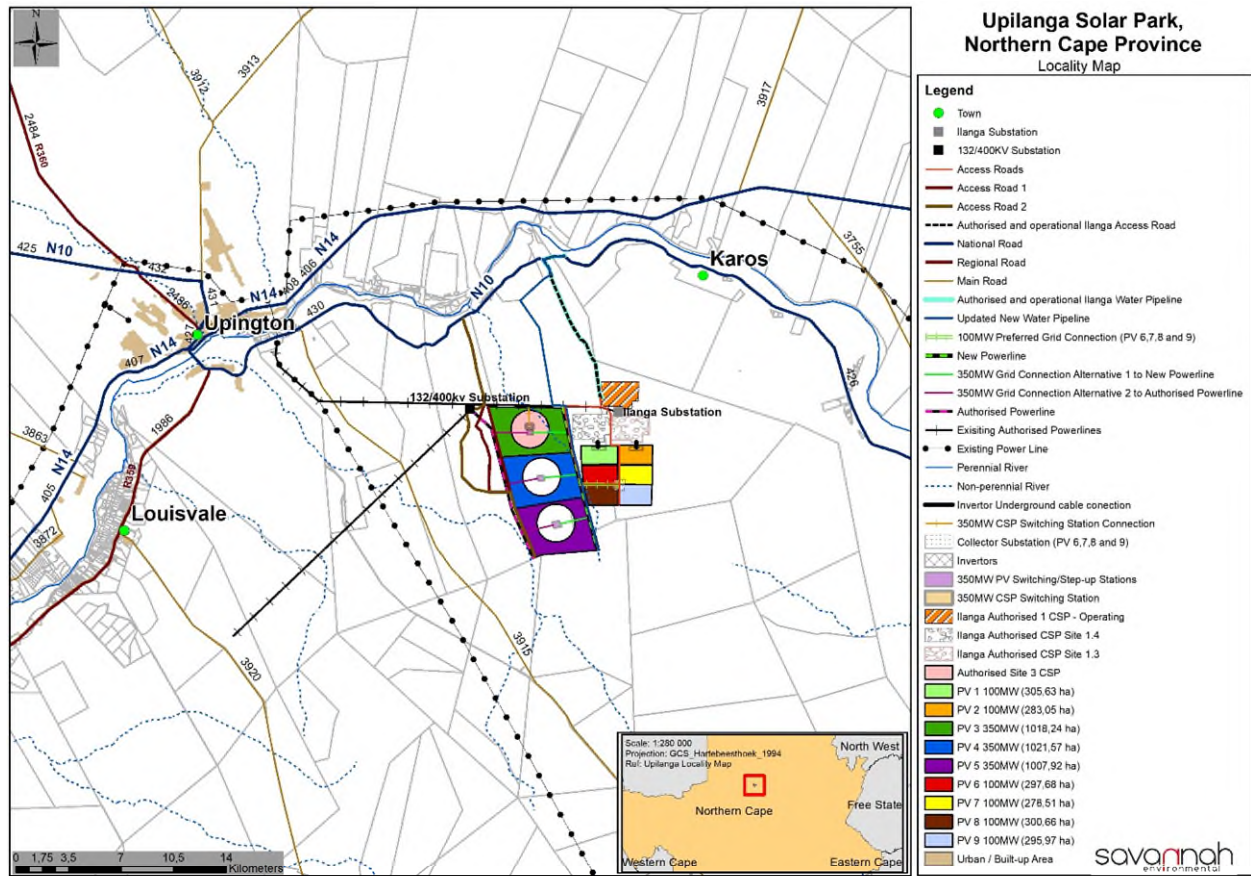 Upilanga Solar Park,
Northern Cape Province
Locality Map
Legend
Town
Ilanga Substation
132/400KV Substation
Access Roads
Access Road 1
Access Road 2
Authorised and operational Ilanga Access Road
National Road
Regional Road
Main Road
Authorised and operational Ilanga Water Pipeline
Updated New Water Pipeline
100MW Preferred Grid Connection (PV 6,7,8 and 9)
New Powerline
350MW Grid Connection Alternative 1 to New Powerline
350MW Grid Connection Alternative 2 to Authorised Powerline
Authorised Powerline
Exisiting Authorised Powerlines
Existing Power Line
Perennial River
Non-perennial River
Invertor Underground cable conection
350MW CSP Switching Station Connection
Collector Substation (PV 6,7,8 and 9)
Invertors
350MW PV Switching/Step-up Stations
350MW CSP Switching Station
Ilanga Authorised 1 CSP - Operating
Ilanga Authorised CSP Site 1.4
Ilanga Authorised CSP Site 1.3
Authorised Site 3 CSP
PV 1 100MW (305,63 ha)
PV 2 100MW (283,05 ha)
PV 3 350MW (1018,24 ha)
PV 4 350MW (1021,57 ha)
PV 5 350MW (1007,92 ha)
PV 6 100MW (297,68 ha)
PV 7 100MW (278,51 ha)
PV 8 100MW (300,66 ha)
PV 9 100MW (295,97 ha)
Urban / Built-up Area
savannah
environmental
N
3912
3913
3917
2484
R360
425
N10
432
2486
431
N14
408
406
430
N10
427
Upington
Karos
3755
426
407
N14
132/400kv Substation
Ilanga Substation
3863
1986
N14
405
R359
Louisvale
3872
3920
3915
0 1,75 3,5 7 10,5 14
Kilometers
Scale: 1:280 000
Projection: GCS_Hartebeesthoek_1994
Ref: Upilanga Locality Map
North West
Northern Cape
Free State
Western Cape
Eastern Cape